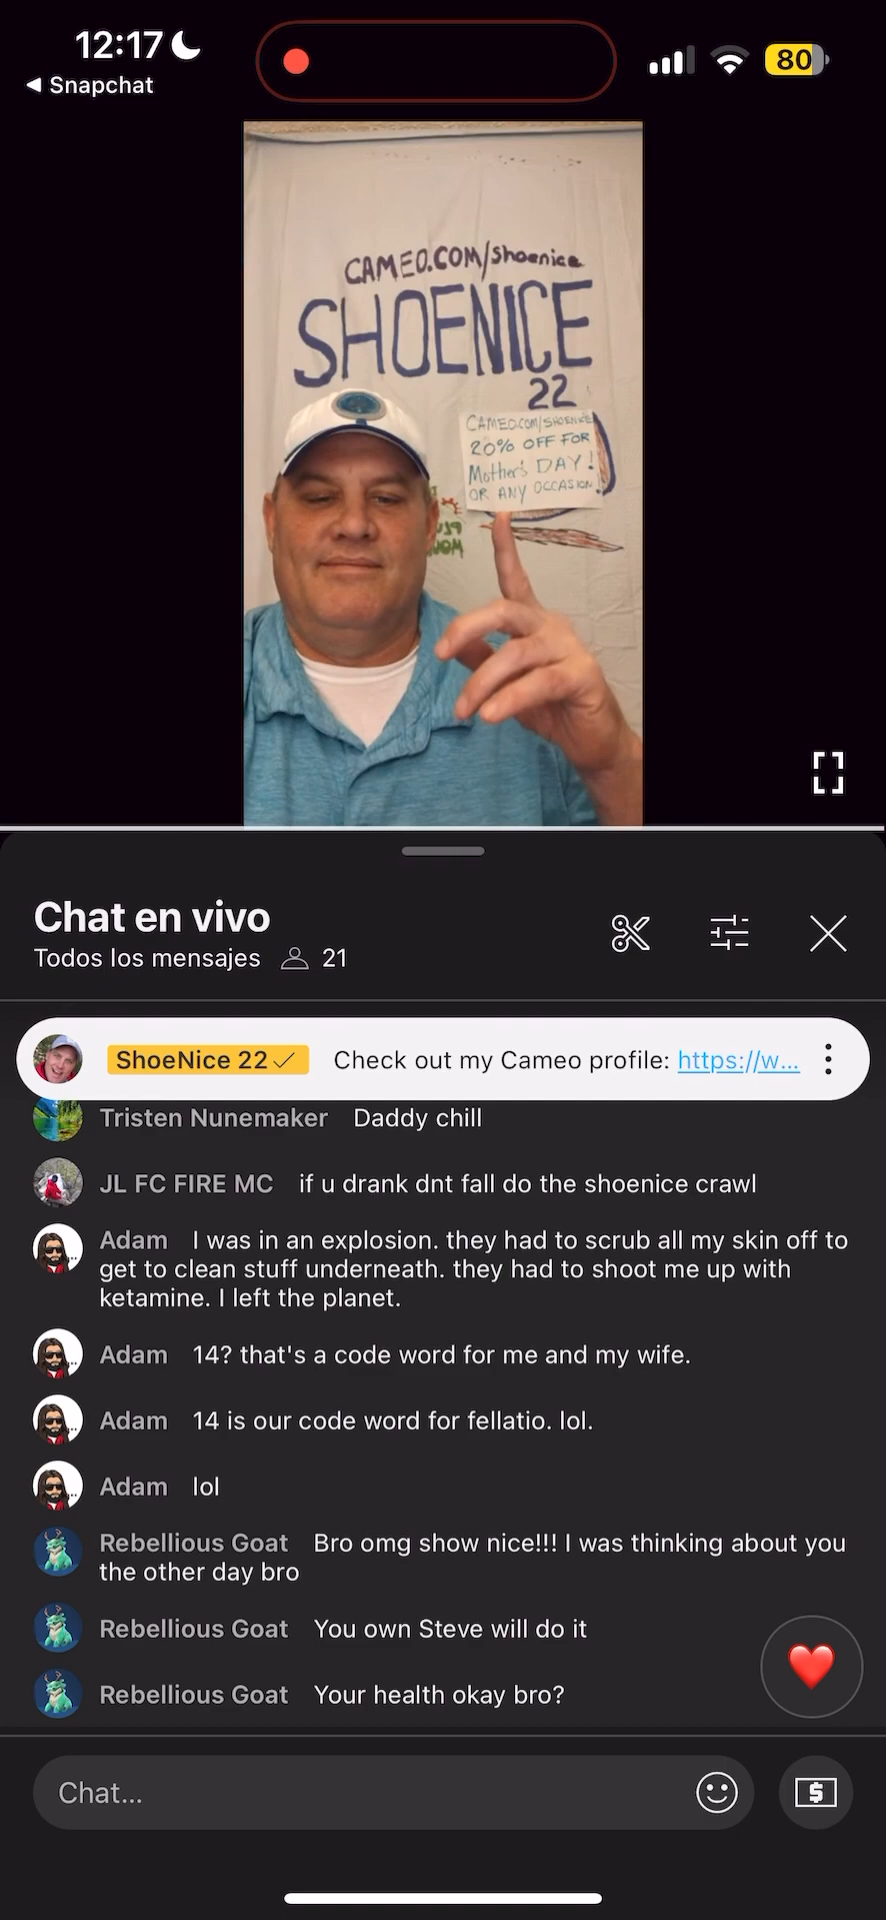 12:17
80
Snapchat
CAMEO.COM/shoenice
SHOENICE
22
CAMEO.COM/SHOENICE
20% OFF FOR
Mother's DAY!
OR ANY OCCASION!
Chat en vivo
Todos los mensajes 21
ShoeNice 22 Check out my Cameo profile: https://w...
Tristen Nunemaker Daddy chill
JL FC FIRE MC if u drank dnt fall do the shoenice crawl
Adam I was in an explosion. they had to scrub all my skin off to
get to clean stuff underneath. they had to shoot me up with
ketamine. I left the planet.
Adam 14? that's a code word for me and my wife.
Adam 14 is our code word for fellatio. lol.
Adam lol
Rebellious Goat Bro omg show nice!!! I was thinking about you
the other day bro
Rebellious Goat You own Steve will do it
Rebellious Goat Your health okay bro?
Chat...